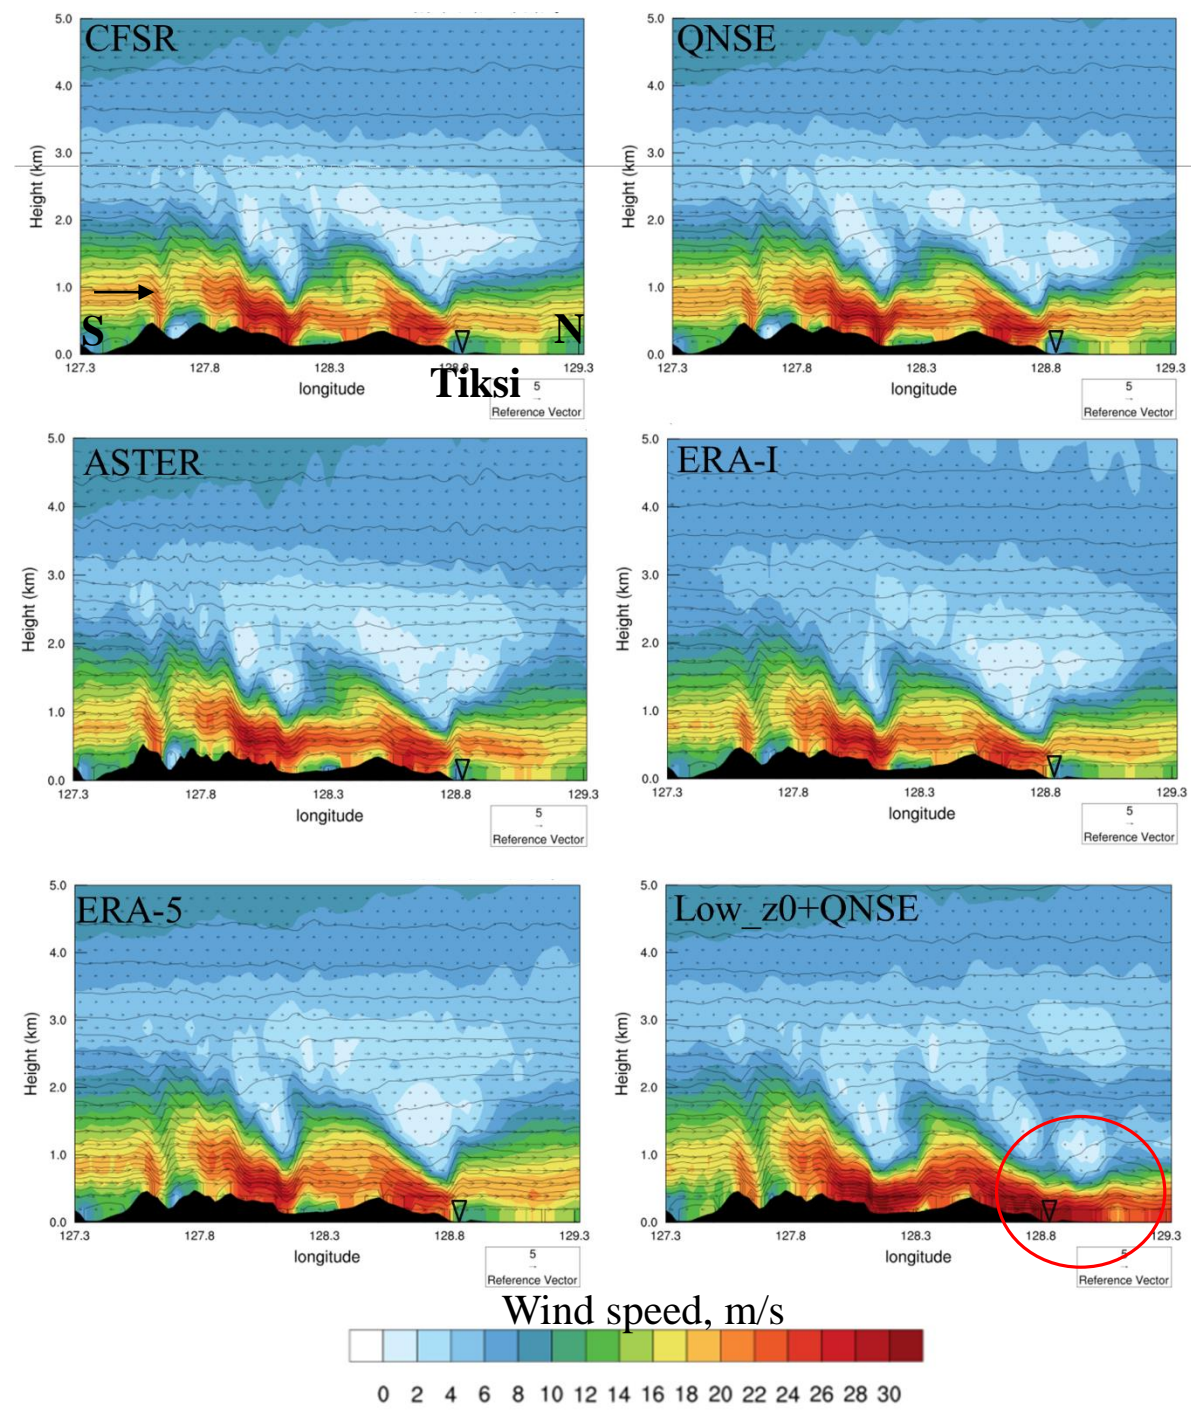 CFSR
5.0
4.0
3.0
2.0
1.0
0.0
Height (km)
S
N
127.3
127.8
128.3
128.8
129.3
longitude
Tiksi
5
→
Reference Vector
QNSE
5.0
4.0
3.0
2.0
1.0
0.0
Height (km)
127.3
127.8
128.3
128.8
129.3
longitude
5
→
Reference Vector
ASTER
5.0
4.0
3.0
2.0
1.0
0.0
Height (km)
127.3
127.8
128.3
128.8
129.3
longitude
5
→
Reference Vector
ERA-I
5.0
4.0
3.0
2.0
1.0
0.0
Height (km)
127.3
127.8
128.3
128.8
129.3
longitude
5
→
Reference Vector
ERA-5
5.0
4.0
3.0
2.0
1.0
0.0
Height (km)
127.3
127.8
128.3
128.8
129.3
longitude
5
→
Reference Vector
Low_z0+QNSE
5.0
4.0
3.0
2.0
1.0
0.0
Height (km)
127.3
127.8
128.3
128.8
129.3
longitude
5
→
Reference Vector
Wind speed, m/s
0 2 4 6 8 10 12 14 16 18 20 22 24 26 28 30